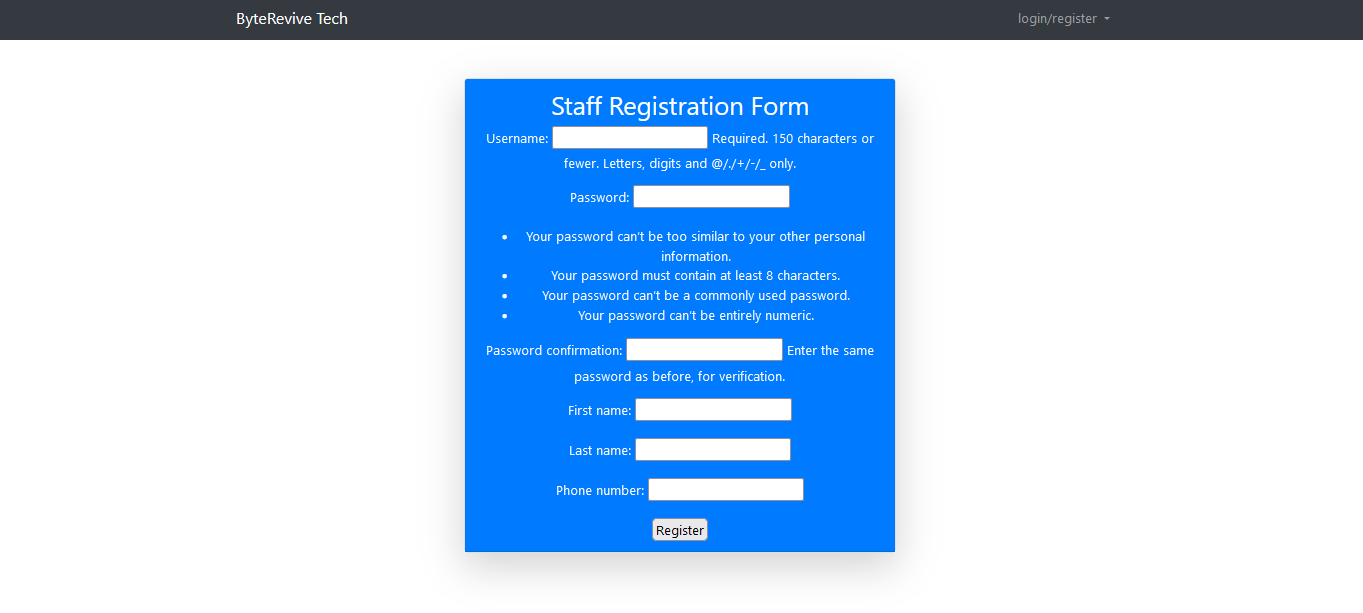 ByteRevive Tech
login/register
Staff Registration Form
Username: Required. 150 characters or
fewer. Letters, digits and @/./+/-/_ only.
Password:
• Your password can't be too similar to your other personal
information.
• Your password must contain at least 8 characters.
• Your password can't be a commonly used password.
• Your password can't be entirely numeric.
Password confirmation: Enter the same
password as before, for verification.
First name:
Last name:
Phone number:
Register